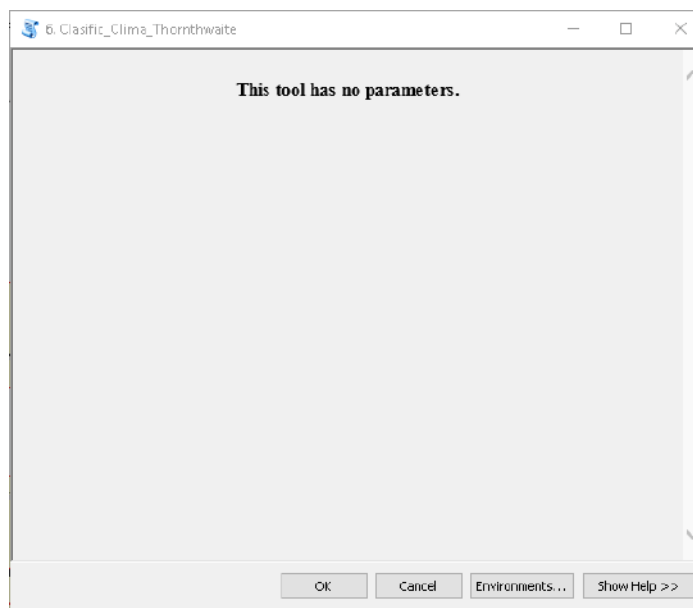 6. Clasific_Clima_Thornthwaite
This tool has no parameters.
OK
Cancel
Environments...
Show Help >>